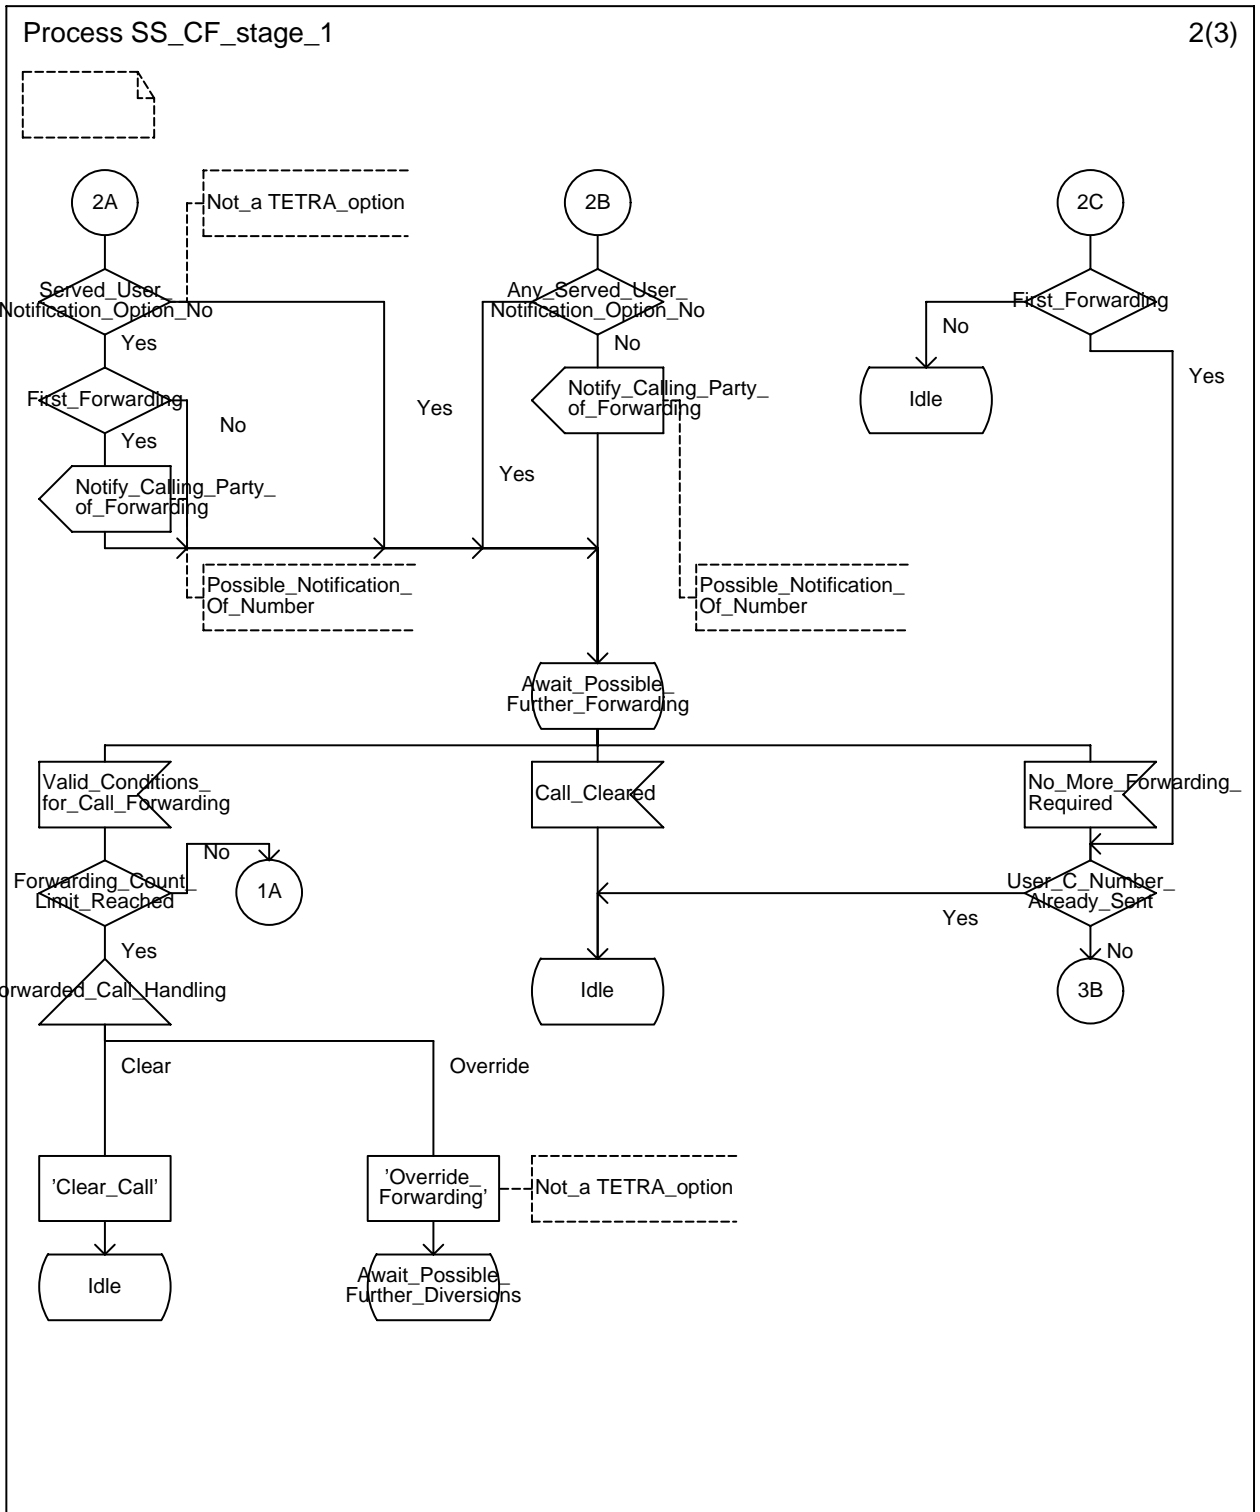 Process SS_CF_stage_1
2(3)
2A
Not_a TETRA_option
2B
2C
Served_User_
Notification_Option_No
Any_Served_User_
Notification_Option_No
First_Forwarding
Yes
No
No
Yes
First_Forwarding
No
Yes
Notify_Calling_Party_
of_Forwarding
Idle
Yes
Yes
Notify_Calling_Party_
of_Forwarding
Possible_Notification_
Of_Number
Possible_Notification_
Of_Number
Await_Possible_
Further_Forwarding
Valid_Conditions_
for_Call_Forwarding
Call_Cleared
No_More_Forwarding_
Required
No
Forwarding_Count_
Limit_Reached
1A
User_C_Number_
Already_Sent
Yes
Yes
No
orwarded_Call_Handling
Idle
3B
Clear
Override
'Clear_Call'
'Override_
Forwarding'
Not_a TETRA_option
Idle
Await_Possible_
Further_Diversions